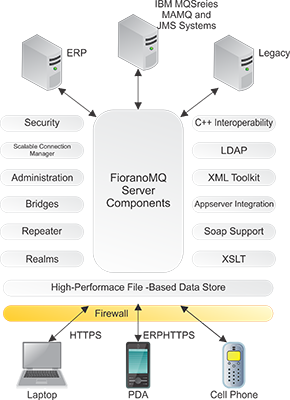 IBM MQSreies
MAMQ and
JMS Systems
ERP
Legacy
Security
Scalable Connection
Manager
Administration
Bridges
Repeater
Realms
FioranoMQ
Server
Components
C++ Interoperability
LDAP
XML Toolkit
Appserver Integration
Soap Support
XSLT
High-Performace File -Based Data Store
Firewall
HTTPS
ERPHTTPS
Laptop
PDA
Cell Phone